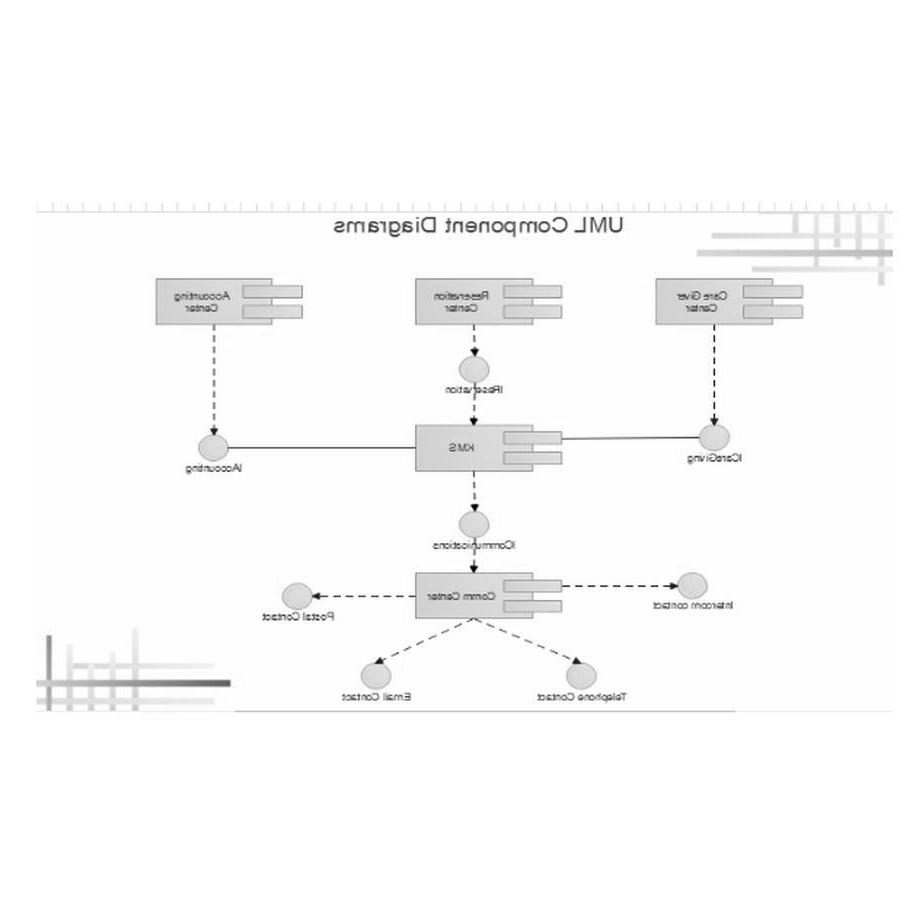 UML Component Diagrams
Care Giver
Center
Reservation
Center
Accounting
Center
IReservation
ICareGiving
KMS
IAccounting
ICommunications
Intercom contact
Comm Center
Postal Contact
Telephone Contact
Email Contact